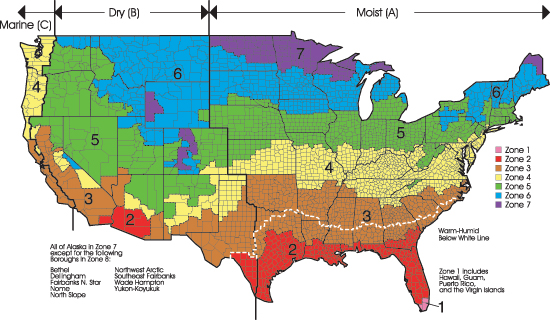 Marine (C)
Dry (B)
Moist (A)
7
6
6
4
5
5
4
3
3
2
2
1
Zone 1
Zone 2
Zone 3
Zone 4
Zone 5
Zone 6
Zone 7
Warm-Humid
Below White Line
All of Alaska in Zone 7
except for the following
Boroughs in Zone 8:
Bethel
Dellingham
Fairbanks N. Star
Nome
North Slope
Northwest Arctic
Southeast Fairbanks
Wade Hampton
Yukon-Koyukuk
Zone 1 includes
Hawaii, Guam,
Puerto Rico,
and the Virgin Islands